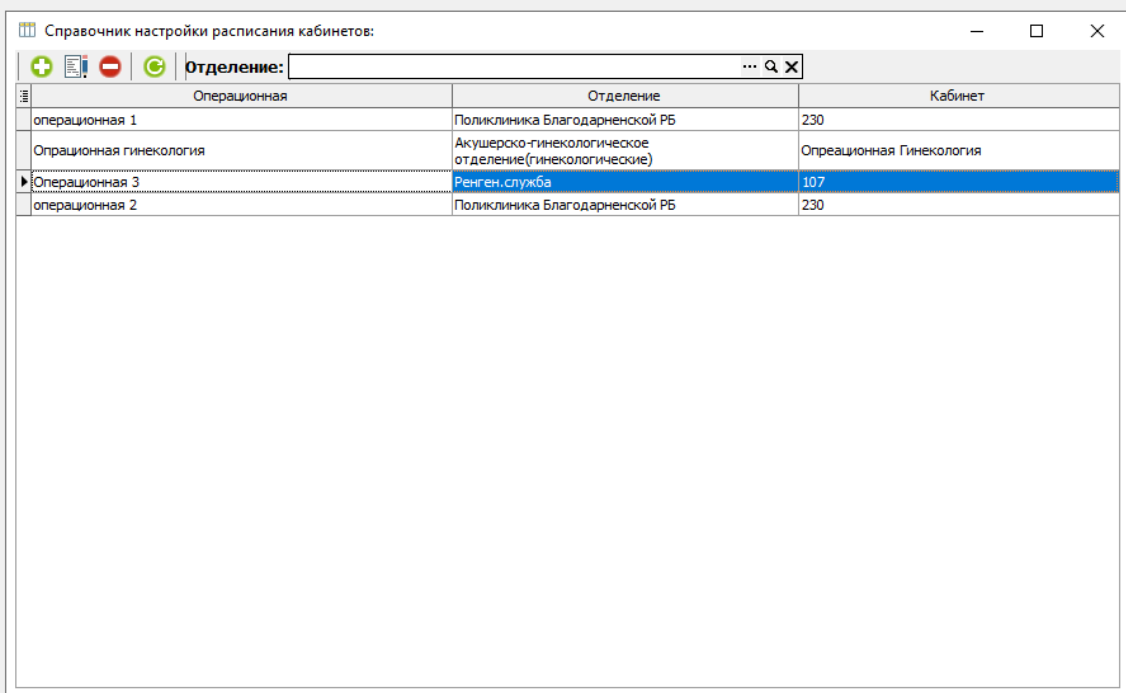 Справочник настройки расписания кабинетов:
Отделение:
Операционная Отделение Кабинет
операционная 1 Поликлиника Благодарненской РБ 230
Опрационная гинекология Акушерско-гинекологическое отделение(гинекологические) Опреационная Гинекология
Операционная 3 Ренген.служба 107
операционная 2 Поликлиника Благодарненской РБ 230